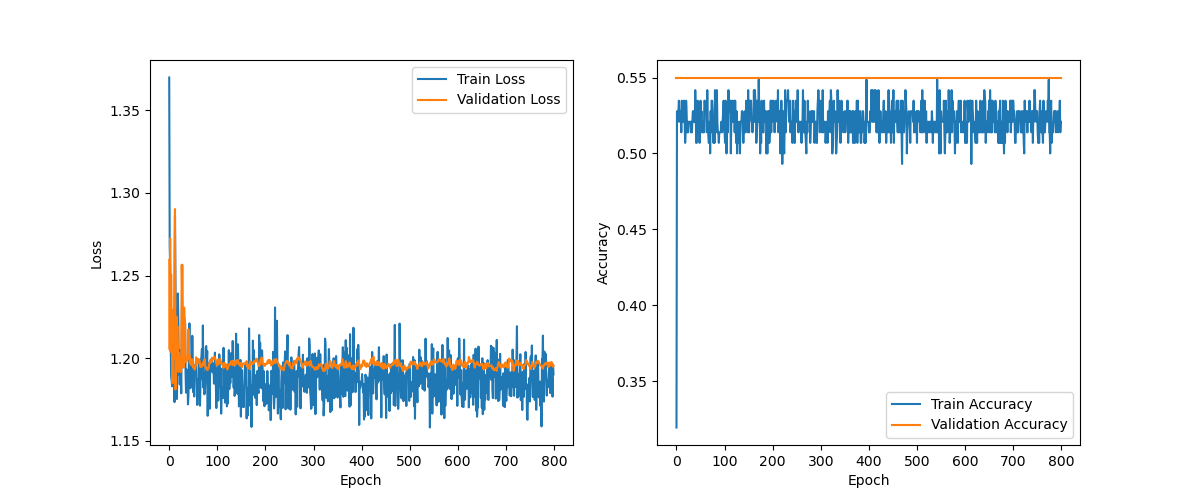 Train Loss
Validation Loss
1.35
1.30
1.25
1.20
1.15
Loss
0 100 200 300 400 500 600 700 800
Epoch
0.55
0.50
0.45
0.40
0.35
Accuracy
Train Accuracy
Validation Accuracy
0 100 200 300 400 500 600 700 800
Epoch